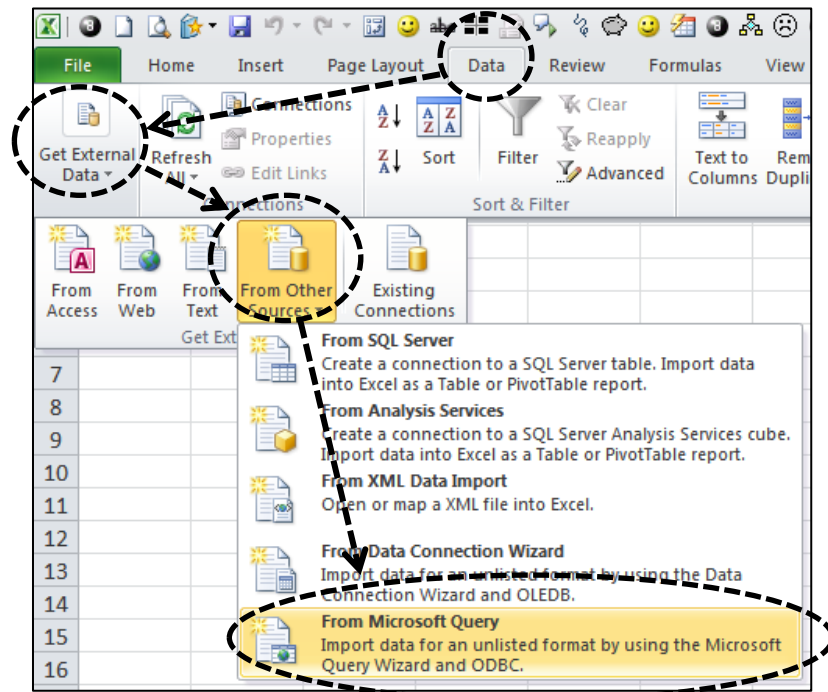 File Home Insert Page Layout Data Review Formulas View
Connections
Properties
Edit Links
Get External
Data
Refresh
All
Connections
Sort
Filter
Clear
Reapply
Advanced
Sort & Filter
Text to
Columns
Rem
Dupli
From
Access
From
Web
From
Text
From Other
Sources
Existing
Connections
Get Ext
From SQL Server
Create a connection to a SQL Server table. Import data
into Excel as a Table or PivotTable report.
From Analysis Services
Create a connection to a SQL Server Analysis Services cube.
Import data into Excel as a Table or PivotTable report.
From XML Data Import
Open or map a XML file into Excel.
From Data Connection Wizard
Import data for an unlisted format by using the Data
Connection Wizard and OLEDB.
From Microsoft Query
Import data for an unlisted format by using the Microsoft
Query Wizard and ODBC.
7
8
9
10
11
12
13
14
15
16